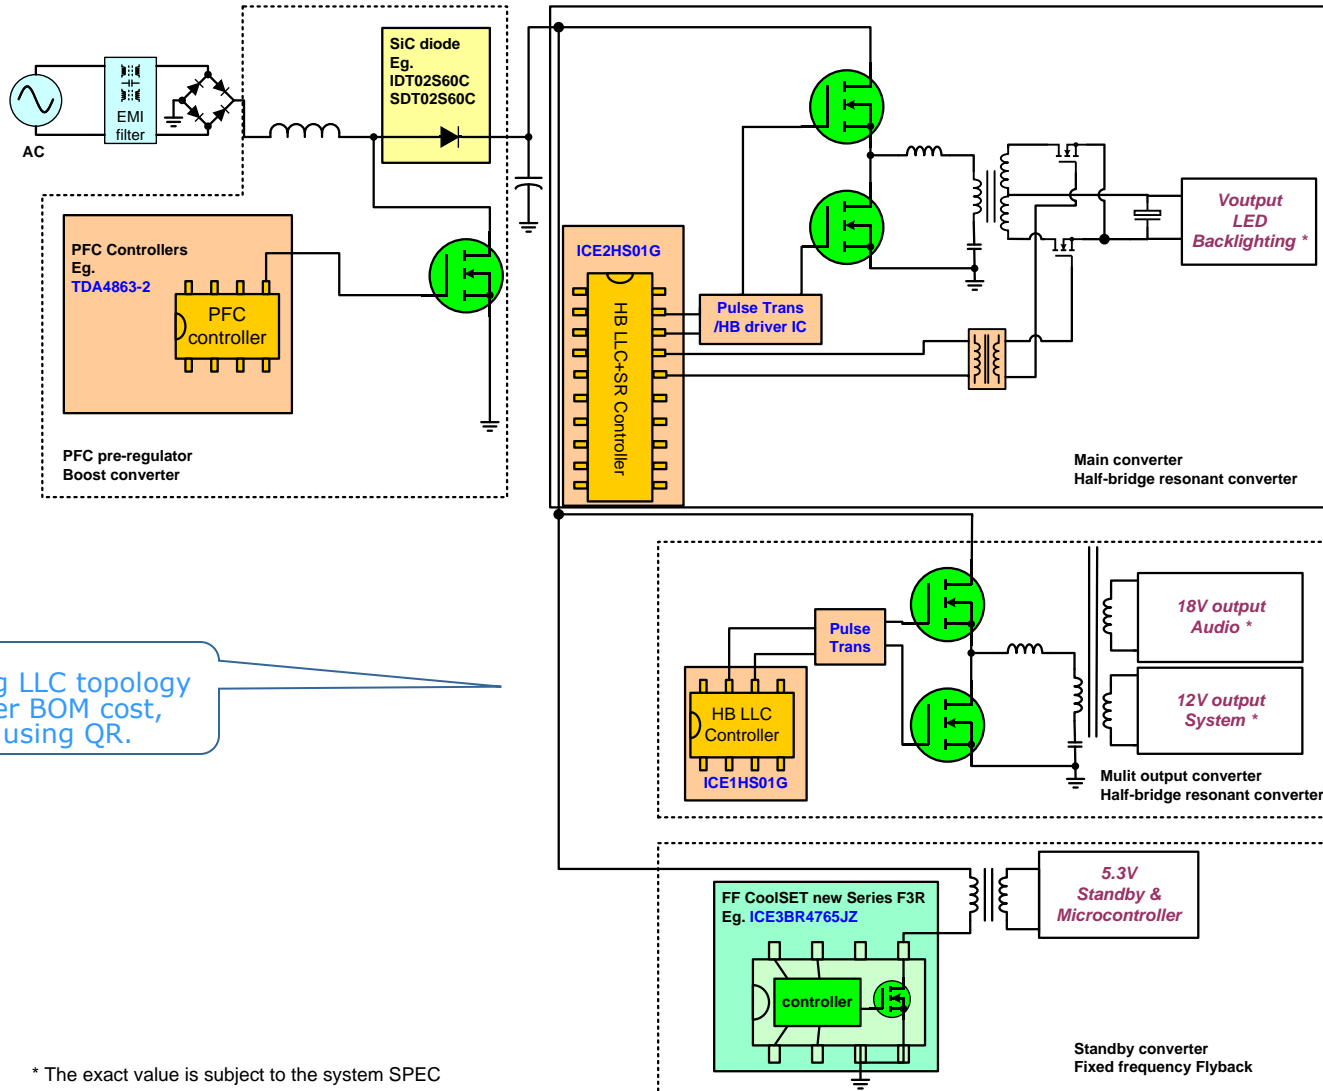 SiC diode
Eg.
IDT02S60C
SDT02S60C
EMI
filter
AC
PFC Controllers
Eg.
TDA4863-2
PFC
controller
PFC pre-regulator
Boost converter
ICE2HS01G
HB LLC+SR Controller
Pulse Trans
/HB driver IC
Voutput
LED
Backlighting *
Main converter
Half-bridge resonant converter
LLC topology
BOM cost,
using QR.
Pulse
Trans
HB LLC
Controller
ICE1HS01G
18V output
Audio *
12V output
System *
Mulit output converter
Half-bridge resonant converter
FF CoolSET new Series F3R
Eg. ICE3BR4765JZ
controller
5.3V
Standby &
Microcontroller
Standby converter
Fixed frequency Flyback
* The exact value is subject to the system SPEC